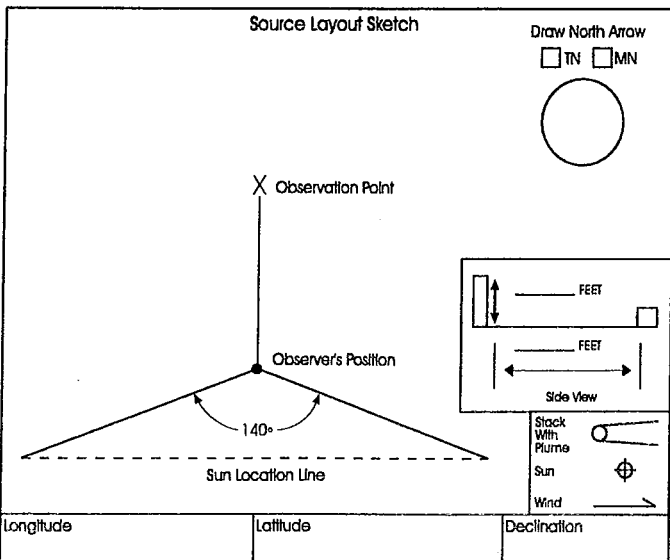 Source Layout Sketch
Draw North Arrow
TN MN
X Observation Point
FEET
Observer's Position
FEET
140°
Side View
Stack
With
Plume
Sun
Sun Location Line
Wind
Longitude Latitude Declination